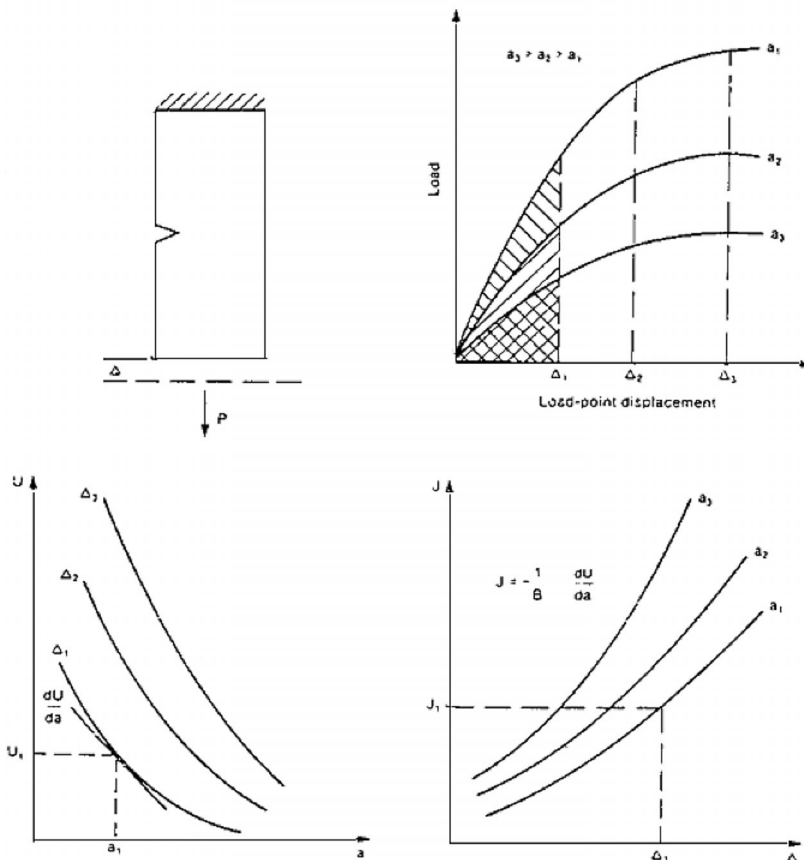 Δ
P
Load
a₃ > a₂ > a₁
a₁
a₂
a₃
Δ₁ Δ₂ Δ₃
Load-point displacement
U
Δ₃
Δ₂
Δ₁
dU
da
U₁
a₁
a
J
J = - 1 dU
B da
a₃
a₂
a₁
J₁
Δ₁
Δ